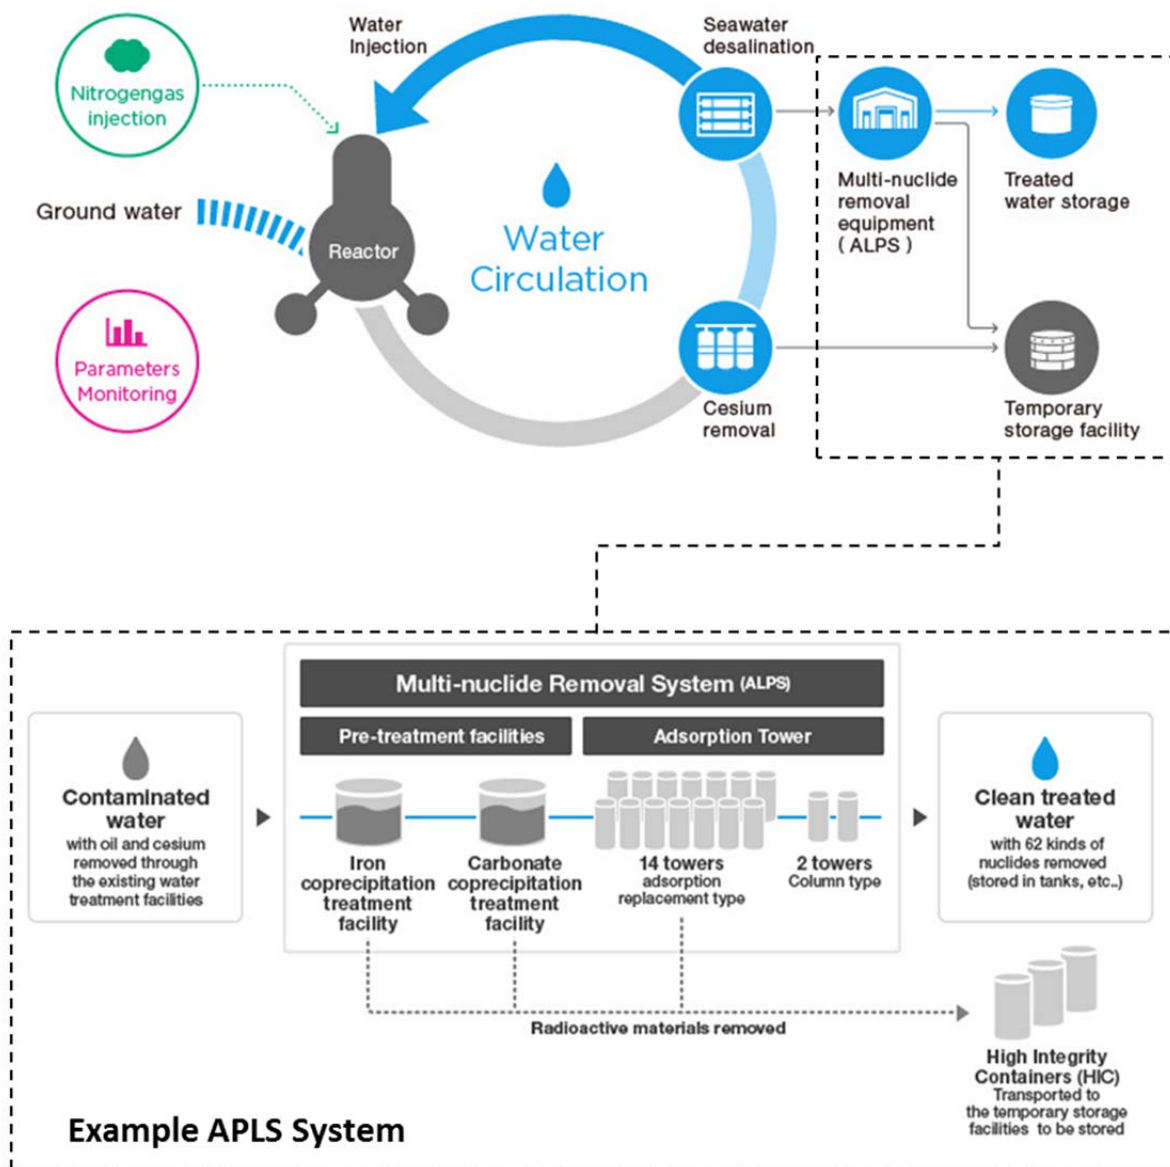 Water
Injection
Seawater
desalination
Nitrogengas
injection
Ground water
Reactor
Water
Circulation
Multi-nuclide
removal
equipment
( ALPS )
Treated
water storage
Parameters
Monitoring
Cesium
removal
Temporary
storage facility
Multi-nuclide Removal System (ALPS)
Pre-treatment facilities
Adsorption Tower
Contaminated
water
with oil and cesium
removed through
the existing water
treatment facilities
Iron
coprecipitation
treatment
facility
Carbonate
coprecipitation
treatment
facility
14 towers
adsorption
replacement type
2 towers
Column type
Clean treated
water
with 62 kinds of
nuclides removed
(stored in tanks, etc..)
Radioactive materials removed
High Integrity
Containers (HIC)
Transported to
the temporary storage
facilities to be stored
Example APLS System